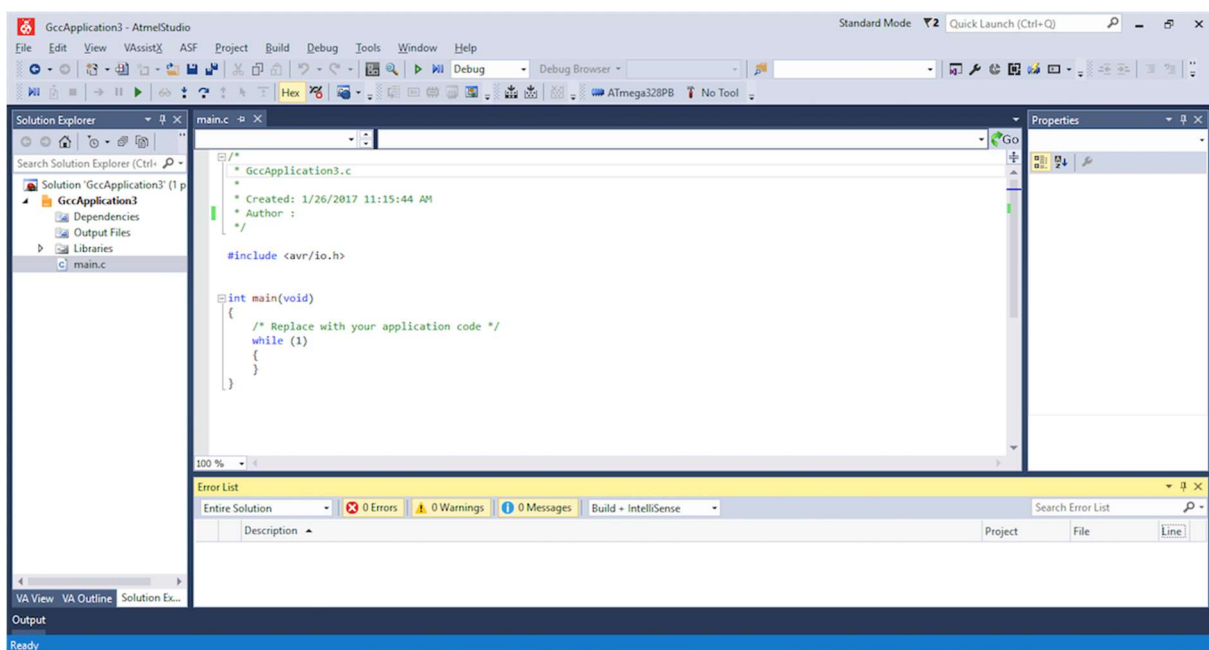 GccApplication3 - AtmelStudio
Standard Mode 2 Quick Launch (Ctrl+Q)
File Edit View VAssistX ASF Project Build Debug Tools Window Help
Debug Debug Browser
Hex ATmega328PB No Tool
Solution Explorer
Search Solution Explorer (Ctrl+
Solution 'GccApplication3' (1 p
GccApplication3
Dependencies
Output Files
Libraries
main.c
VA View VA Outline Solution Ex...
main.c
Go
/*
* GccApplication3.c
*
* Created: 1/26/2017 11:15:44 AM
* Author :
*/
#include <avr/io.h>
int main(void)
{
/* Replace with your application code */
while (1)
{
}
}
100 %
Properties
Error List
Entire Solution 0 Errors 0 Warnings 0 Messages Build + IntelliSense Search Error List
Description Project File Line
Output
Ready